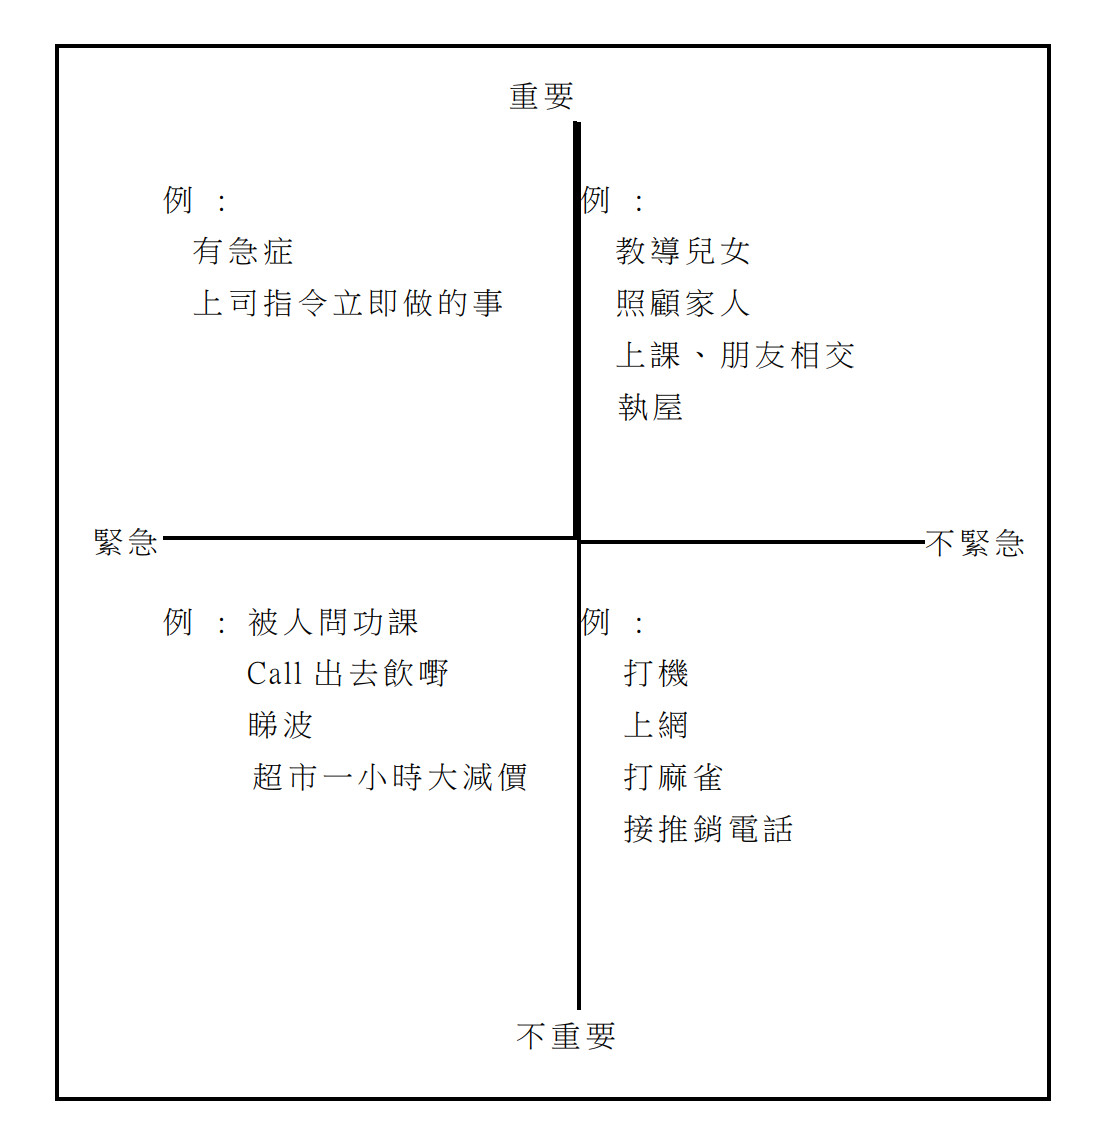 重要
例 :
有急症
上司指令立即做的事
例 :
教導兒女
照顧家人
上課、朋友相交
執屋
緊急
不緊急
例 : 被人問功課
Call 出去飲嘢
睇波
超市一小時大減價
例 :
打機
上網
打麻雀
接推銷電話
不重要